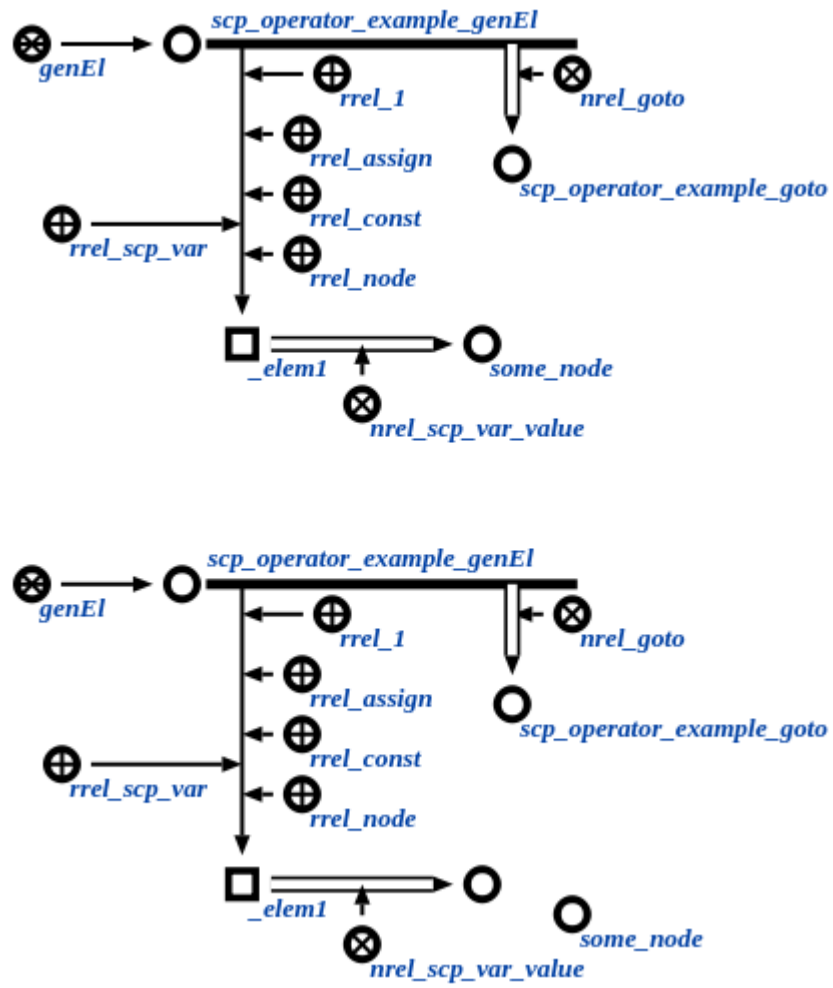 scp_operator_example_genEl
genEl
rrel_1
nrel_goto
rrel_assign
scp_operator_example_goto
rrel_const
rrel_scp_var
rrel_node
_elem1
some_node
nrel_scp_var_value
scp_operator_example_genEl
genEl
rrel_1
nrel_goto
rrel_assign
scp_operator_example_goto
rrel_const
rrel_scp_var
rrel_node
_elem1
some_node
nrel_scp_var_value